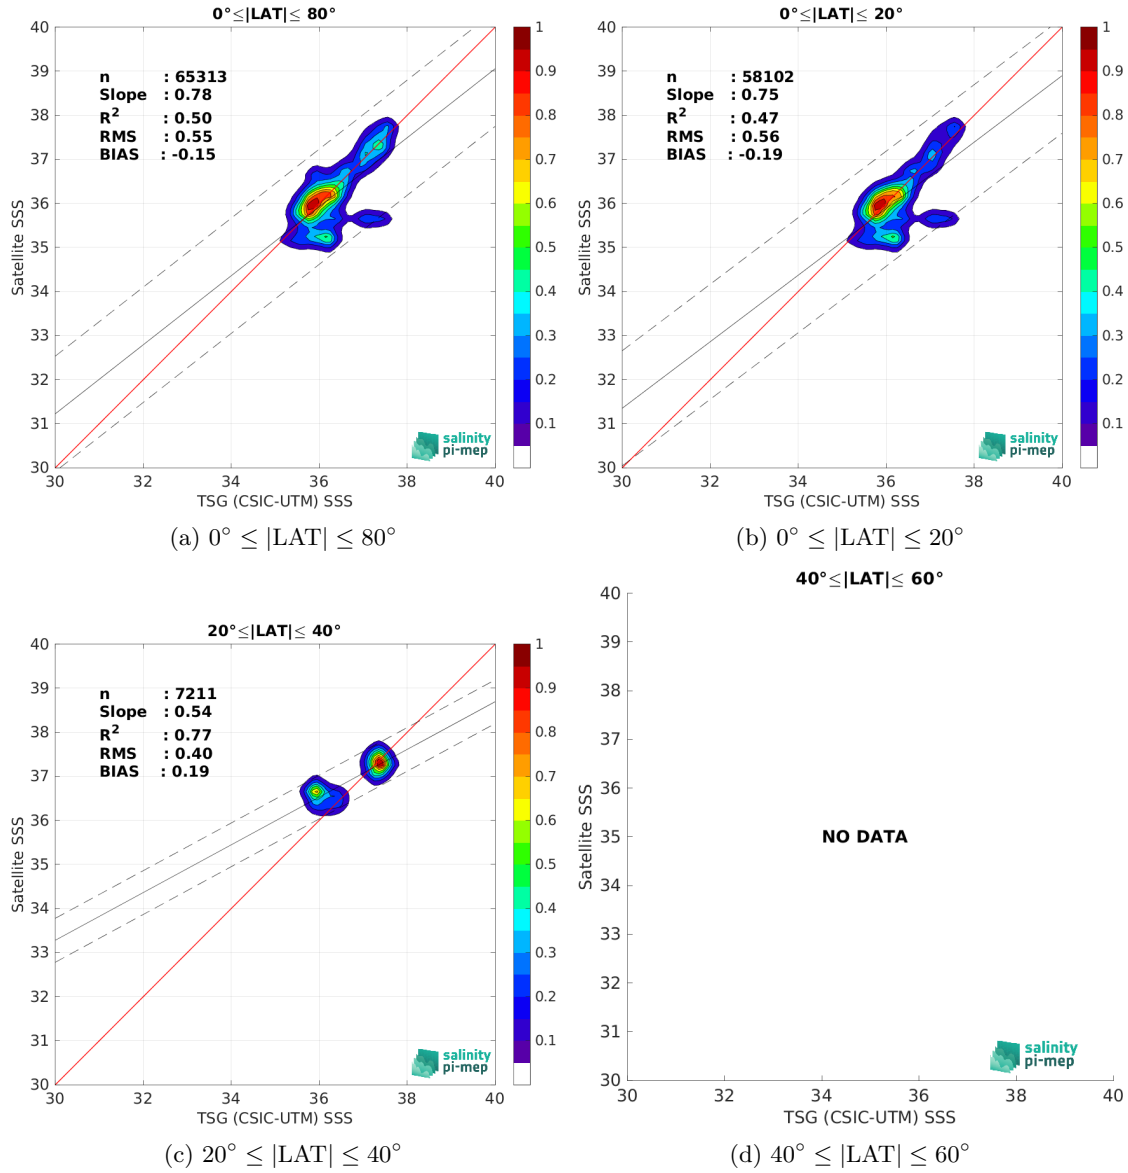 0°≤|LAT|≤ 80°
n : 65313
Slope : 0.78
R² : 0.50
RMS : 0.55
BIAS : -0.15
40
39
38
37
36
35
34
33
32
31
30
Satellite SSS
30 32 34 36 38 40
TSG (CSIC-UTM) SSS
salinity
pi-mep
1
0.9
0.8
0.7
0.6
0.5
0.4
0.3
0.2
0.1
(a) 0° ≤ |LAT| ≤ 80°
0°≤|LAT|≤ 20°
n : 58102
Slope : 0.75
R² : 0.47
RMS : 0.56
BIAS : -0.19
40
39
38
37
36
35
34
33
32
31
30
Satellite SSS
30 32 34 36 38 40
TSG (CSIC-UTM) SSS
salinity
pi-mep
1
0.9
0.8
0.7
0.6
0.5
0.4
0.3
0.2
0.1
(b) 0° ≤ |LAT| ≤ 20°
20°≤|LAT|≤ 40°
n : 7211
Slope : 0.54
R² : 0.77
RMS : 0.40
BIAS : 0.19
40
39
38
37
36
35
34
33
32
31
30
Satellite SSS
30 32 34 36 38 40
TSG (CSIC-UTM) SSS
salinity
pi-mep
1
0.9
0.8
0.7
0.6
0.5
0.4
0.3
0.2
0.1
(c) 20° ≤ |LAT| ≤ 40°
40°≤|LAT|≤ 60°
40
39
38
37
36
35
34
33
32
31
30
Satellite SSS
NO DATA
30 32 34 36 38 40
TSG (CSIC-UTM) SSS
salinity
pi-mep
(d) 40° ≤ |LAT| ≤ 60°